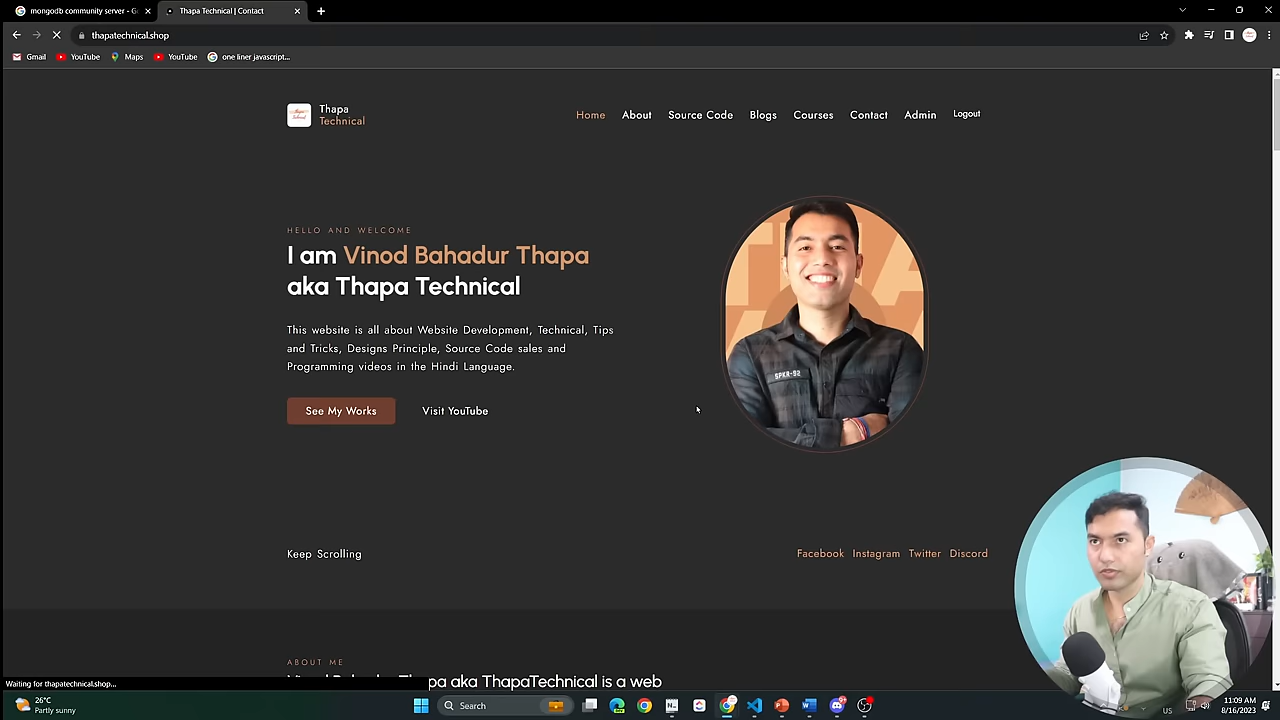 mongodb community server - G
Thapa Technical | Contact
thapatechnical.shop
Gmail
YouTube
Maps
YouTube
one liner javascript...
Thapa
Technical
Home
About
Source Code
Blogs
Courses
Contact
Admin
Logout
HELLO AND WELCOME
I am Vinod Bahadur Thapa
aka Thapa Technical
This website is all about Website Development, Technical, Tips
and Tricks, Designs Principle, Source Code sales and
Programming videos in the Hindi Language.
See My Works
Visit YouTube
SPKR-92
Keep Scrolling
Facebook
Instagram
Twitter
Discord
ABOUT ME
pa aka ThapaTechnical is a web
Waiting for thapatechnical.shop...
26°C
Partly sunny
Search
US
11:09 AM
8/16/2023